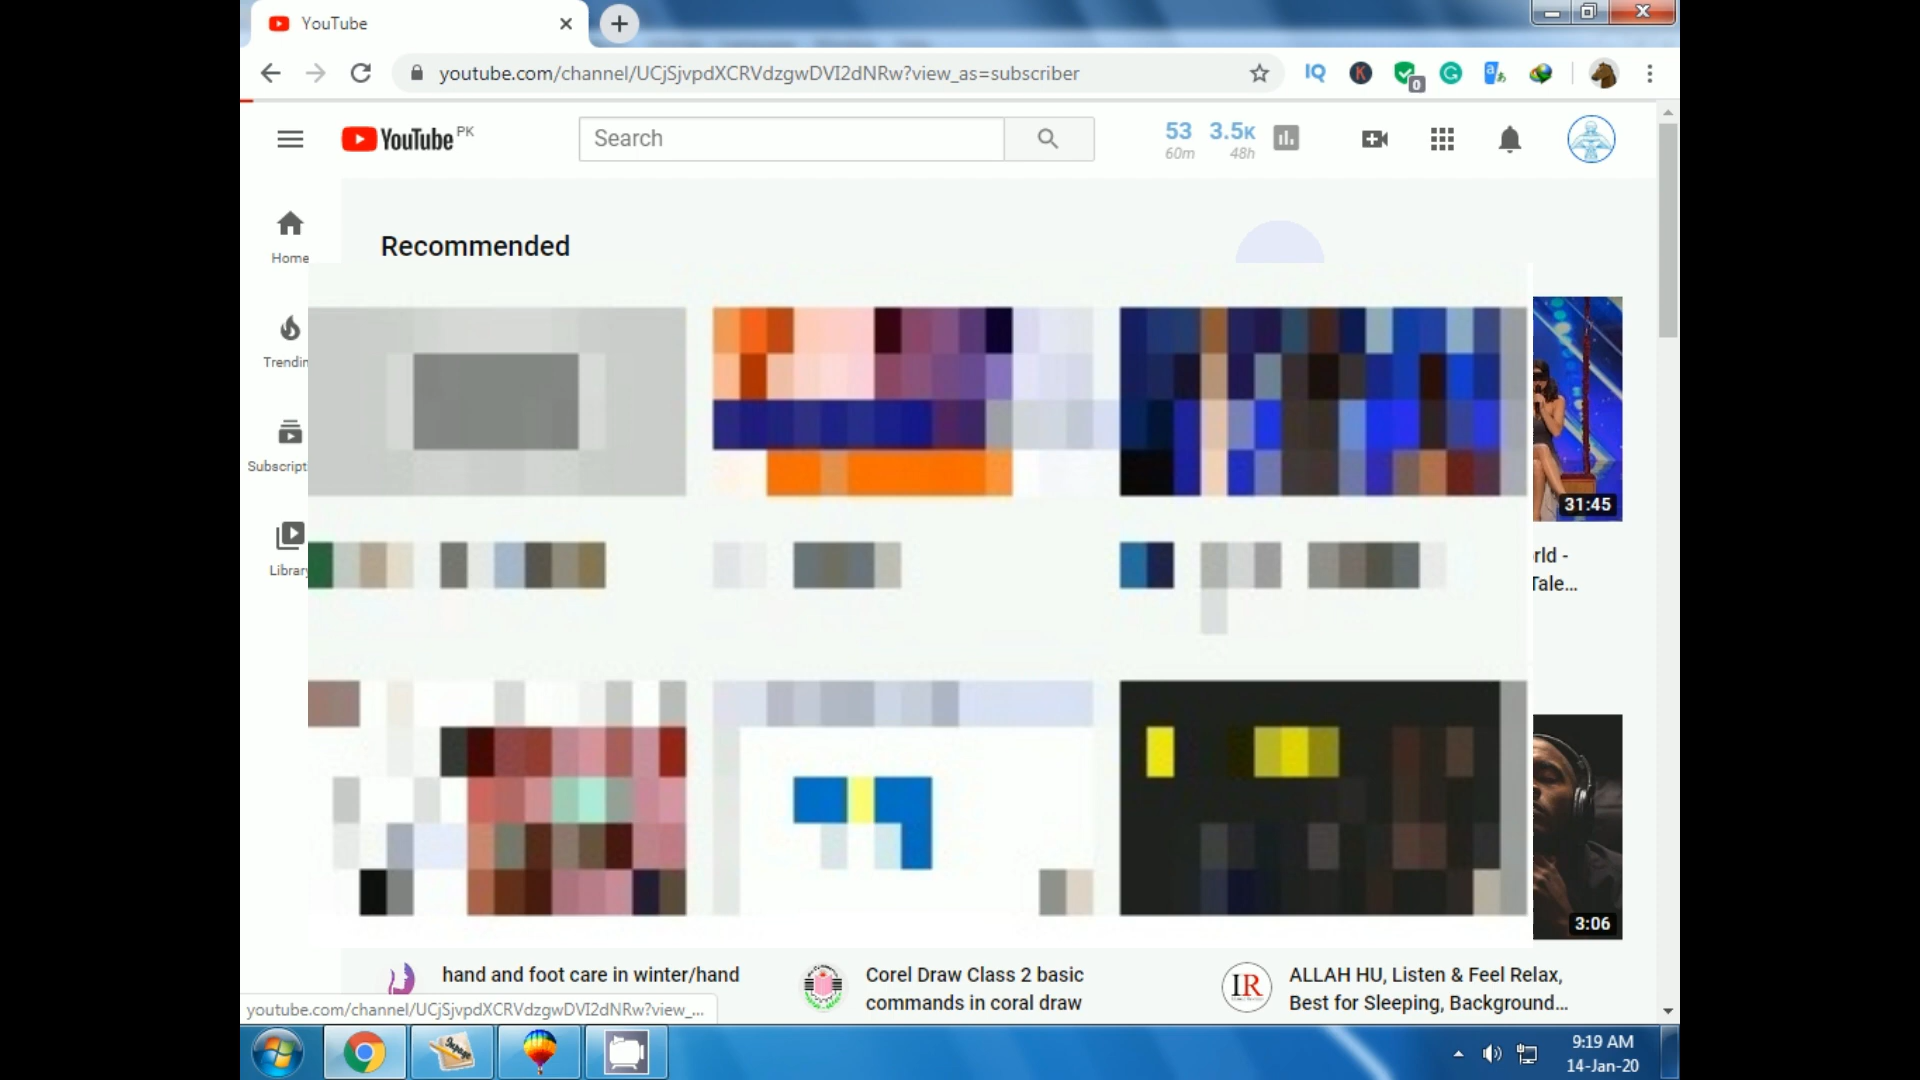 YouTube
youtube.com/channel/UCjSjvpdXCRVdzgwDVI2dNRw?view_as=subscriber
IQ
K
0
YouTube PK
Search
53 3.5K
60m 48h
Recommended
Home
Subscript
31:45
rld -
Tale...
3:06
hand and foot care in winter/hand
Corel Draw Class 2 basic
commands in coral draw
IR
ALLAH HU, Listen & Feel Relax,
Best for Sleeping, Background...
youtube.com/channel/UCjSjvpdXCRVdzgwDVI2dNRw?view_...
Trendin
Library
9:19 AM
14-Jan-20